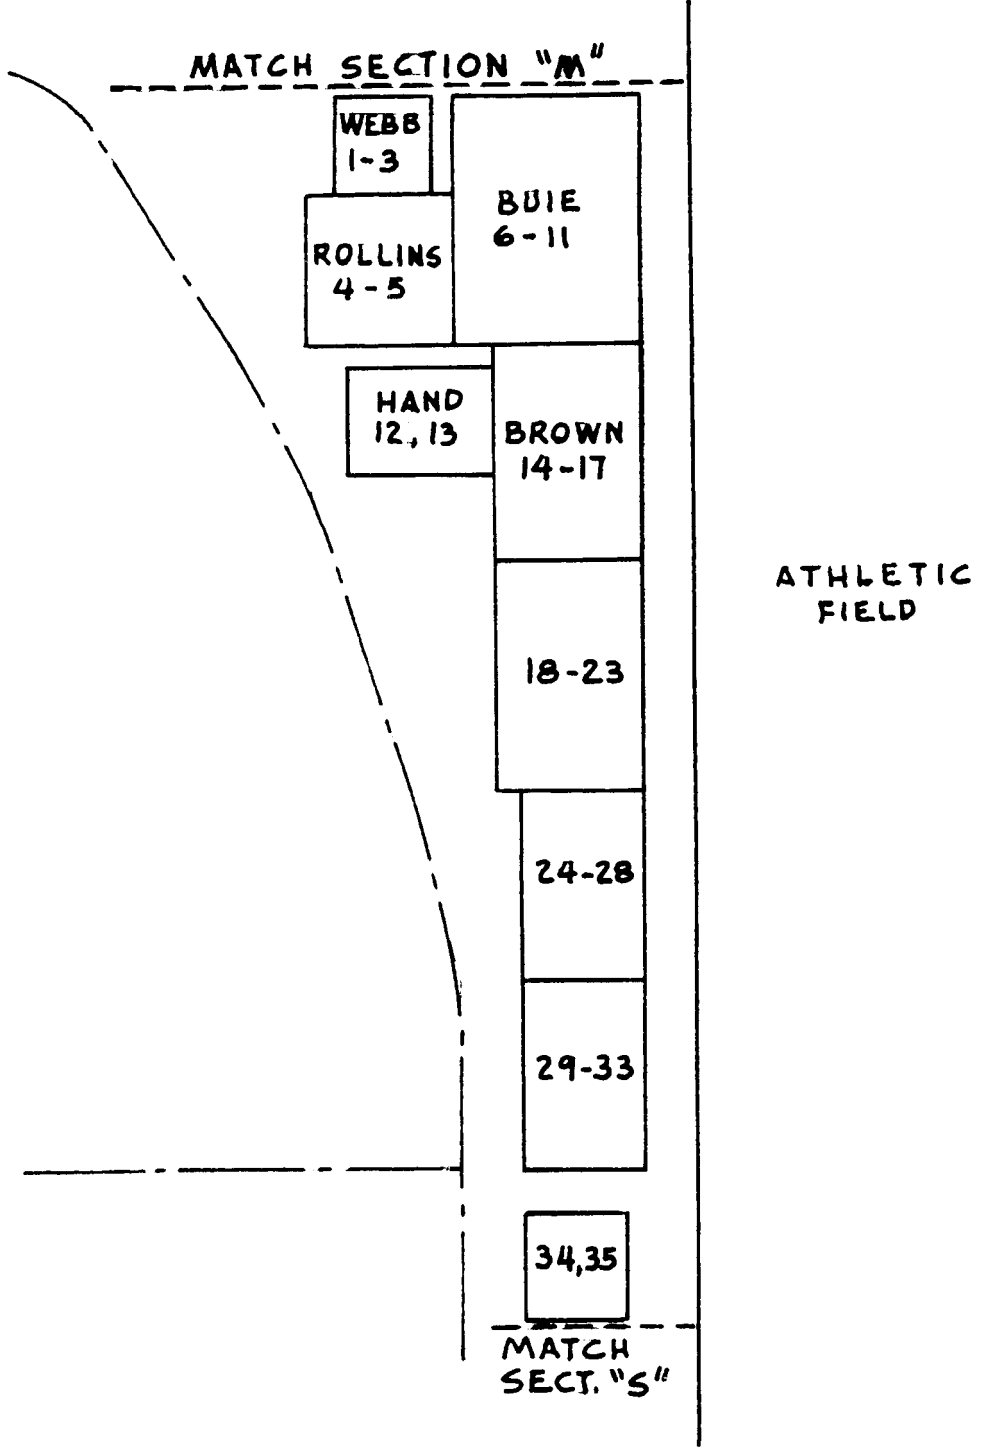 MATCH SECTION "M"
WEBB
1-3
BUIE
6-11
ROLLINS
4-5
HAND
12, 13
BROWN
14-17
ATHLETIC
FIELD
18-23
24-28
29-33
34,35
MATCH
SECT. "S"